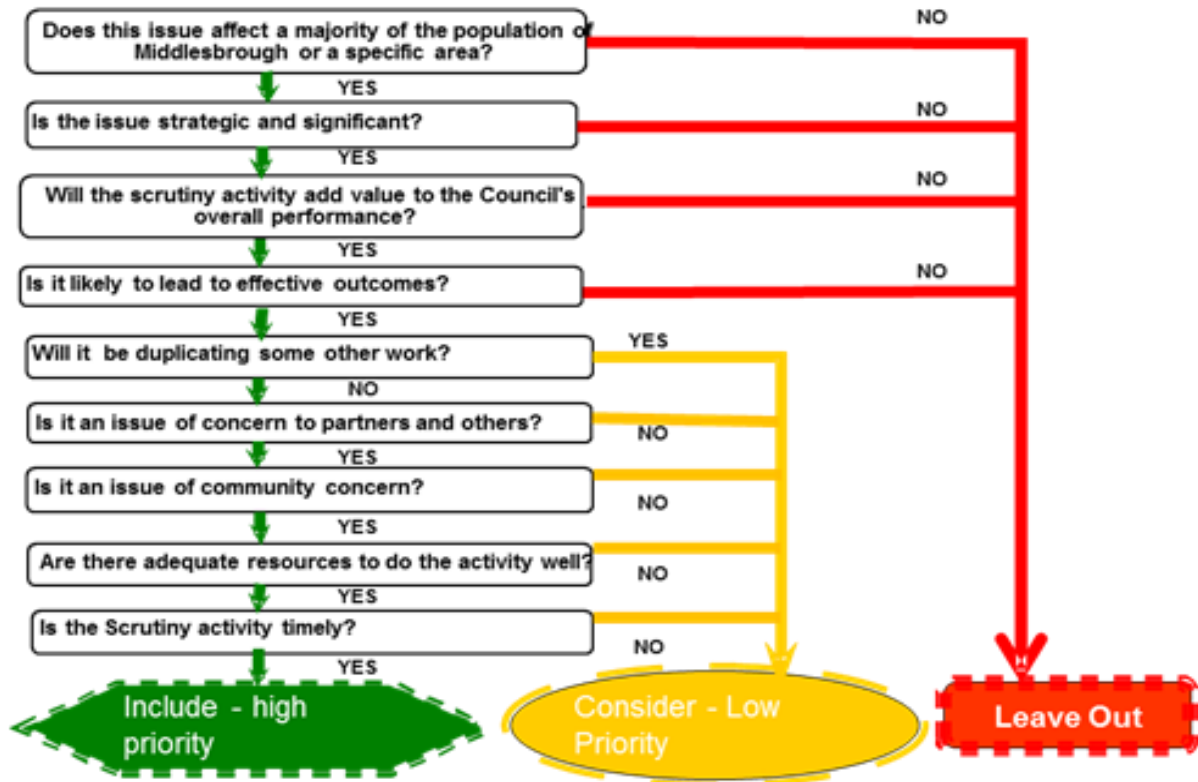 Does this issue affect a majority of the population of
Middlesbrough or a specific area?
NO
YES
Is the issue strategic and significant?
NO
YES
Will the scrutiny activity add value to the Council's
overall performance?
NO
YES
Is it likely to lead to effective outcomes?
NO
YES
Will it be duplicating some other work?
YES
NO
Is it an issue of concern to partners and others?
NO
YES
Is it an issue of community concern?
NO
YES
Are there adequate resources to do the activity well?
NO
YES
Is the Scrutiny activity timely?
NO
YES
Include - high
priority
Consider - Low
Priority
Leave Out